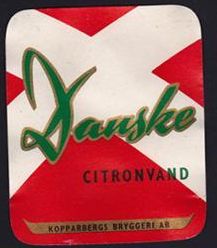 Danske
CITRONVAND
KOPPARBERGS BRYGGERI AB